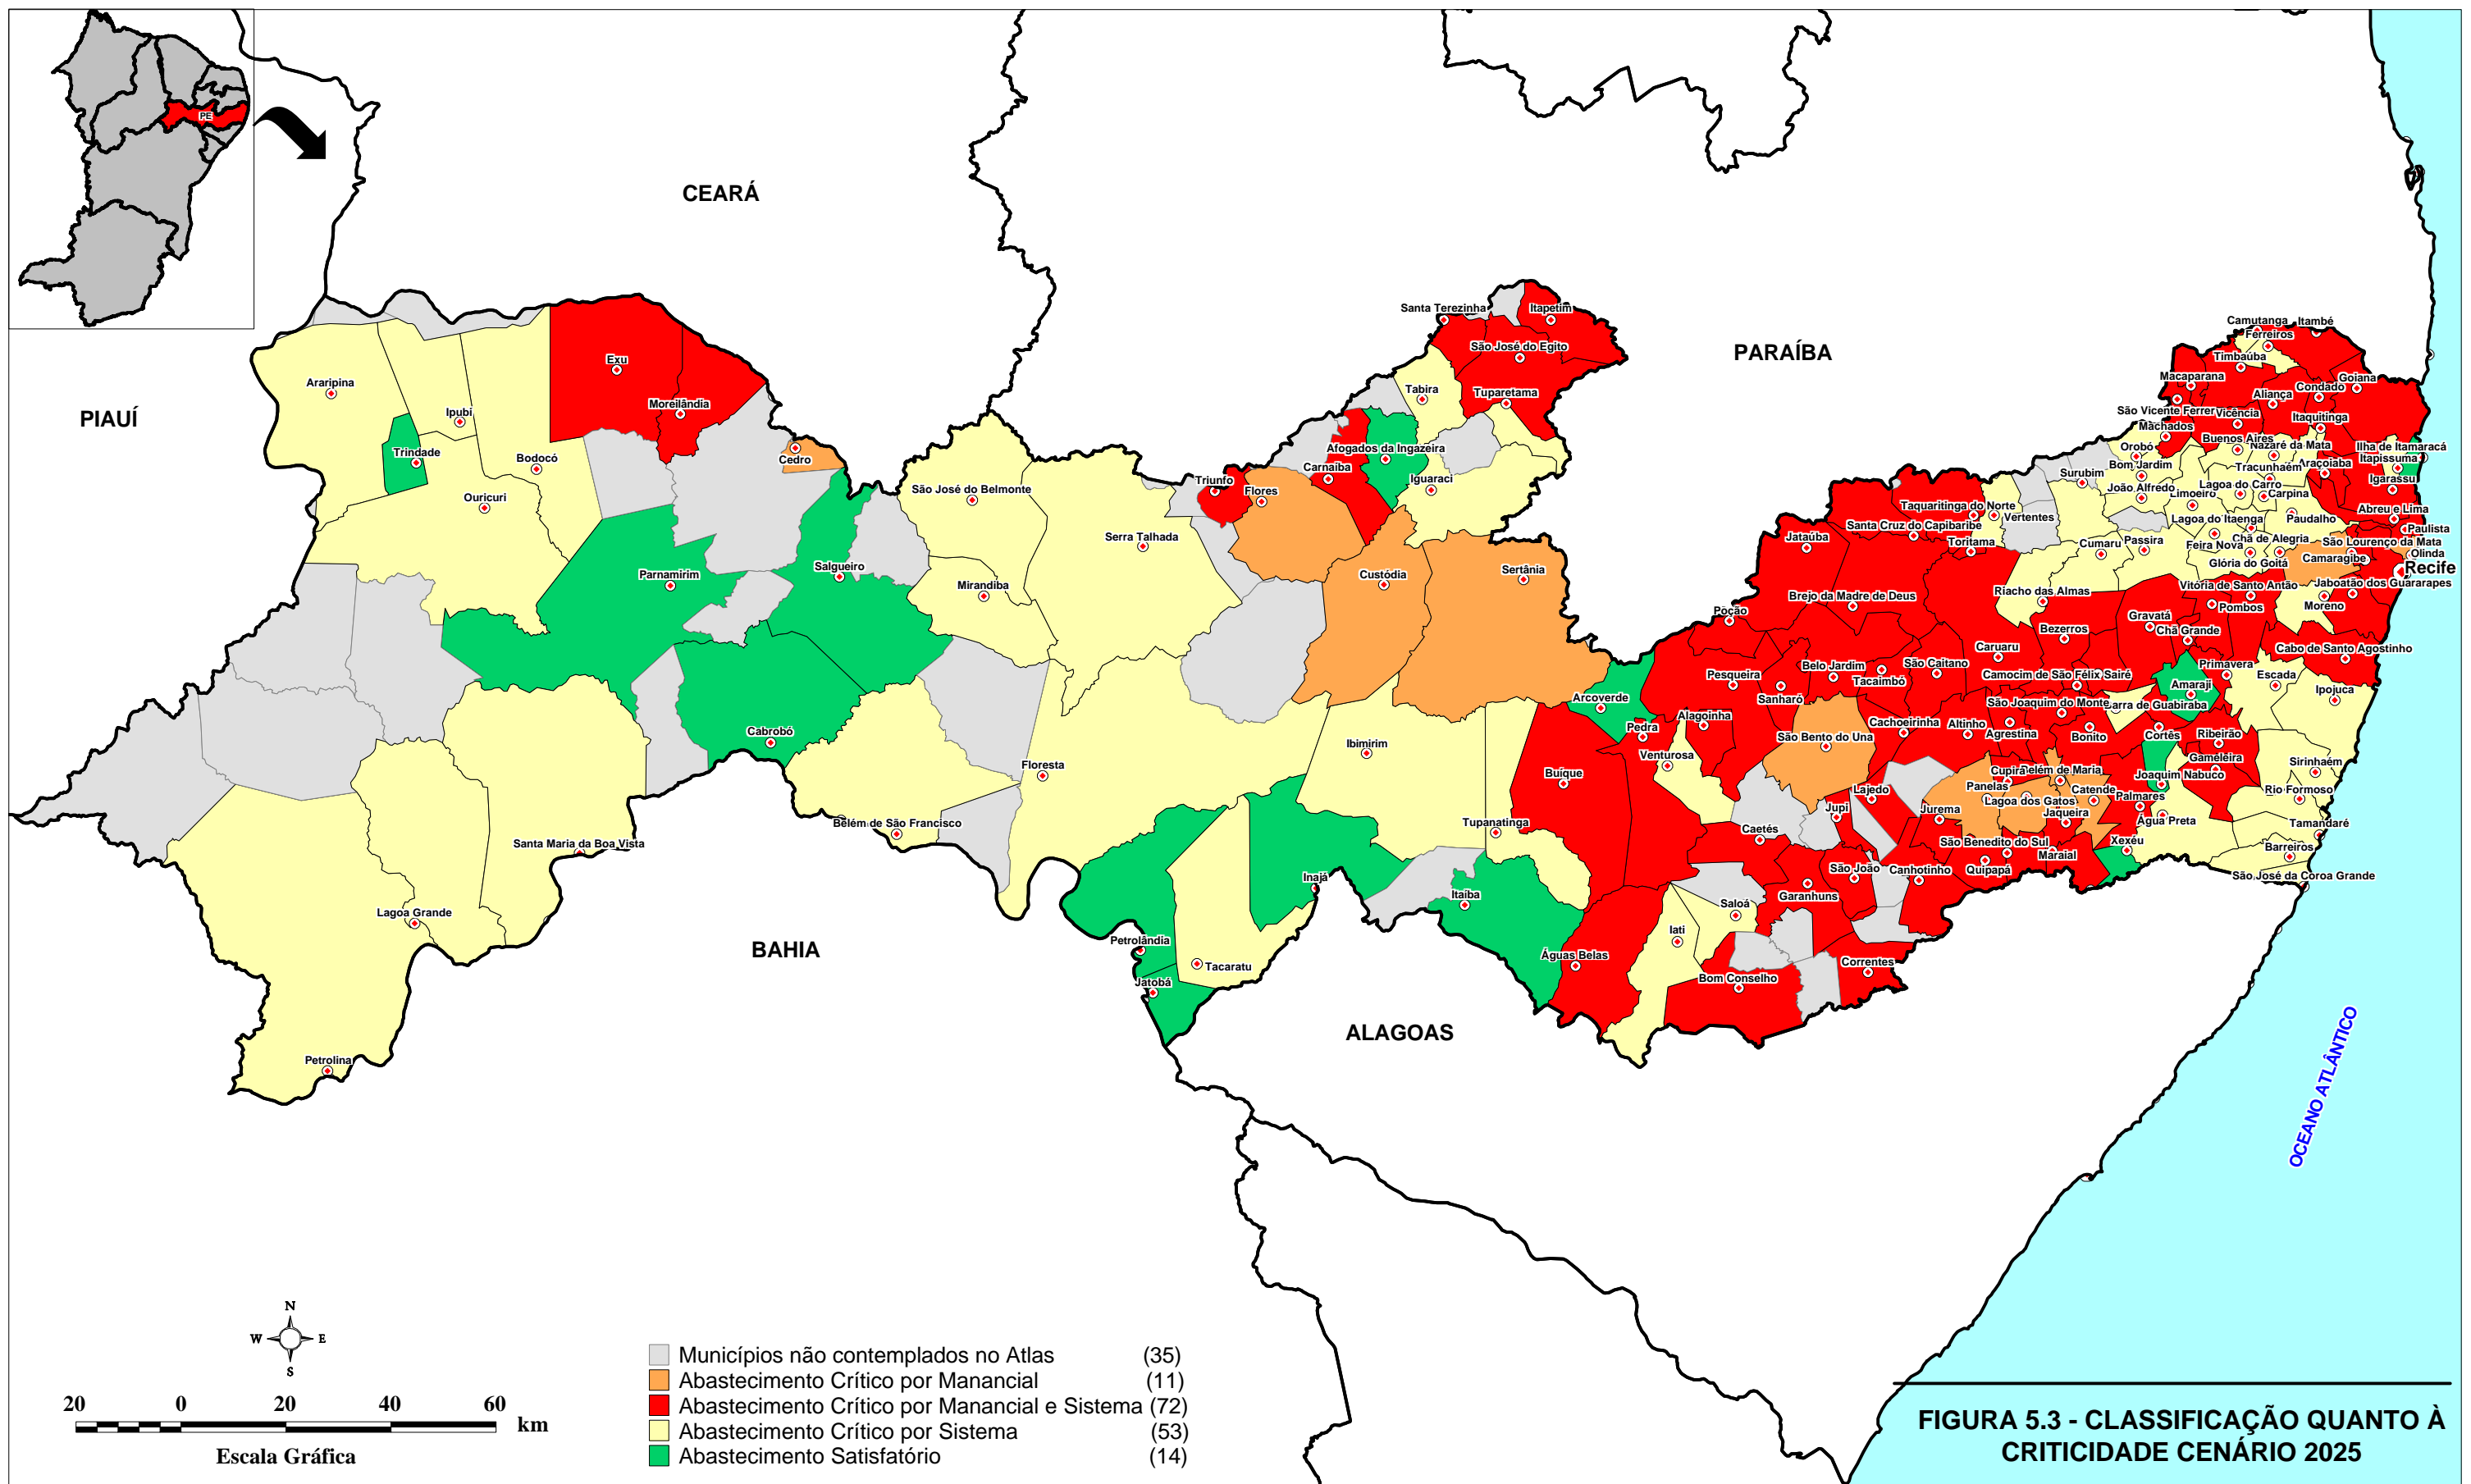 PE
CEARÁ
PIAUÍ
PARAÍBA
BAHIA
ALAGOAS
OCEANO ATLÂNTICO
Araripina
Ipubi
Trindade
Bodocó
Ouricuri
Exu
Moreilândia
Cedro
Parnamirim
Salgueiro
Cabrobó
São José do Belmonte
Mirandiba
Serra Talhada
Belém de São Francisco
Floresta
Santa Maria da Boa Vista
Lagoa Grande
Petrolina
Petrolândia
Jatobá
Tacaratu
Inajá
Ibimirim
Tupanatinga
Itaíba
Buíque
Águas Belas
Triunfo
Flores
Carnaíba
Afogados da Ingazeira
Tabira
Iguaraci
Santa Terezinha
Itapetim
São José do Egito
Tuparetama
Custódia
Sertânia
Arcoverde
Pedra
Venturosa
Alagoinha
Pesqueira
Poção
Sanharó
Belo Jardim
Tacaimbó
São Caitano
Brejo da Madre de Deus
Jataúba
Santa Cruz do Capibaribe
Taquaritinga do Norte
Toritama
Vertentes
Surubim
Caruaru
Riacho das Almas
Cumaru
Passira
Bezerros
Gravatá
Chã Grande
Pombos
Vitória de Santo Antão
Camocim de São Félix
Sairé
São Joaquim do Monte
Barra de Guabiraba
Bonito
Agrestina
Altinho
Cachoeirinha
São Bento do Una
Lajedo
Jupi
Jurema
Caetés
Garanhuns
São João
Canhotinho
Saloá
Iati
Bom Conselho
Correntes
Cupira
Panelas
Belém de Maria
Lagoa dos Gatos
Catende
Jaqueira
São Benedito do Sul
Quipapá
Maraial
Palmares
Água Preta
Xexéu
Joaquim Nabuco
Cortês
Ribeirão
Gameleira
Amaraji
Primavera
Escada
Ipojuca
Sirinhaém
Rio Formoso
Tamandaré
Barreiros
São José da Coroa Grande
Cabo de Santo Agostinho
Moreno
Jaboatão dos Guararapes
Recife
Olinda
São Lourenço da Mata
Camaragibe
Paulista
Abreu e Lima
Igarassu
Araçoiaba
Itapissuma
Ilha de Itamaracá
Itaquitinga
Goiana
Condado
Aliança
Itambé
Camutanga
Ferreiros
Timbaúba
Macaparana
São Vicente Ferrer
Vicência
Machados
Buenos Aires
Nazaré da Mata
Tracunhaém
Orobó
Bom Jardim
João Alfredo
Limoeiro
Lagoa do Carro
Carpina
Paudalho
Lagoa do Itaenga
Feira Nova
Chã de Alegria
Glória do Goitá
N
W
E
S
20 0 20 40 60
km
Escala Gráfica
Municípios não contemplados no Atlas (35)
Abastecimento Crítico por Manancial (11)
Abastecimento Crítico por Manancial e Sistema (72)
Abastecimento Crítico por Sistema (53)
Abastecimento Satisfatório (14)
FIGURA 5.3 - CLASSIFICAÇÃO QUANTO À
CRITICIDADE CENÁRIO 2025